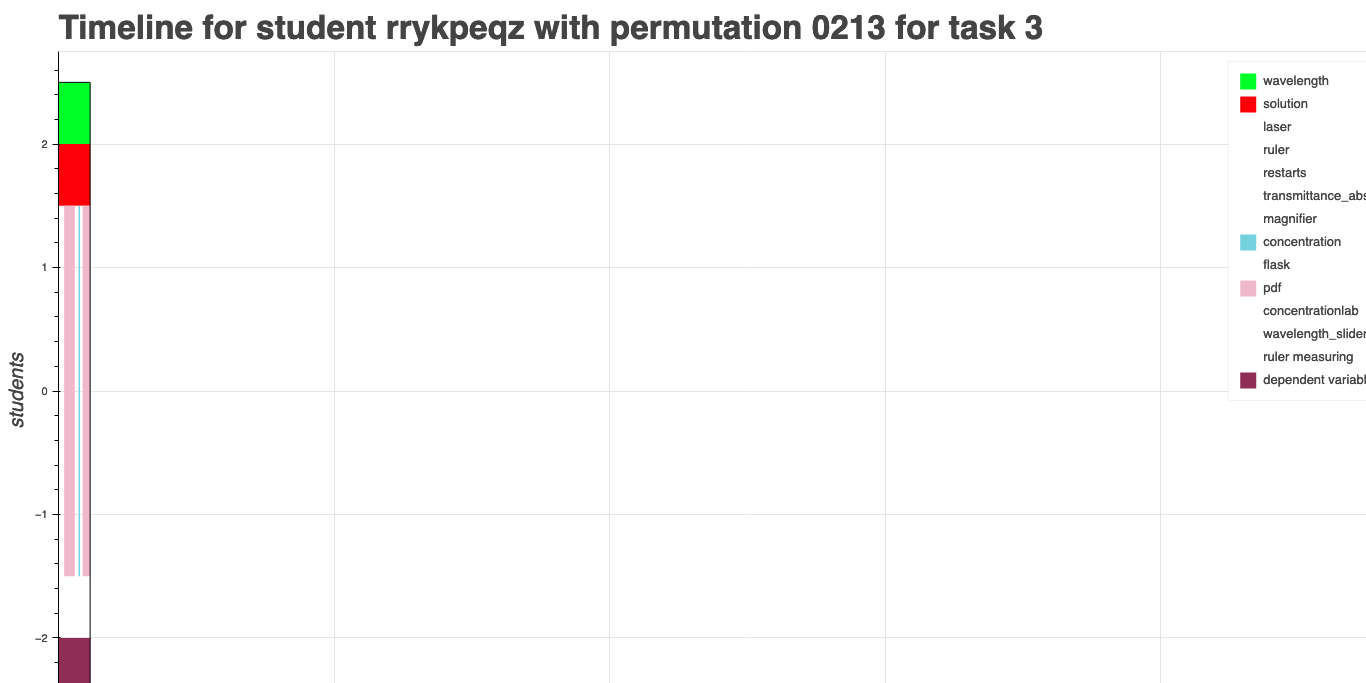 Timeline for student rrykpeqz with permutation 0213 for task 3
wavelength
solution
laser
ruler
restarts
transmittance_abs
magnifier
concentration
flask
pdf
concentrationlab
wavelength_slider
ruler measuring
dependent variabl
2
1
0
−1
−2
students